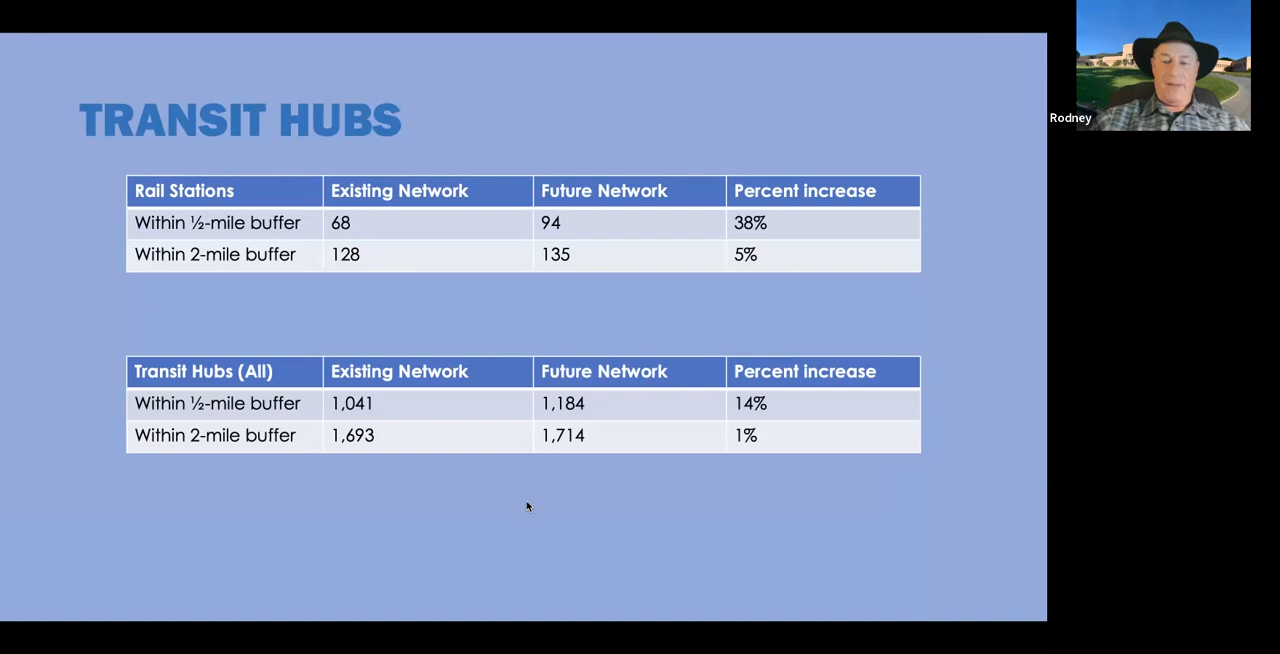 TRANSIT HUBS
Rail Stations Existing Network Future Network Percent increase
Within ½-mile buffer 68 94 38%
Within 2-mile buffer 128 135 5%
Transit Hubs (All) Existing Network Future Network Percent increase
Within ½-mile buffer 1,041 1,184 14%
Within 2-mile buffer 1,693 1,714 1%
Rodney